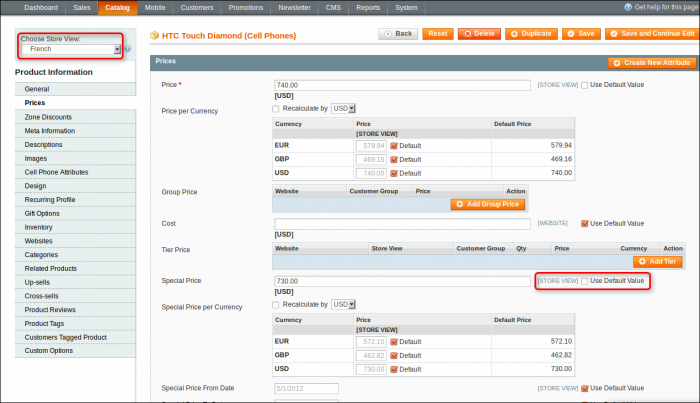 Dashboard Sales Catalog Mobile Customers Promotions Newsletter CMS Reports System Get help for this page
Choose Store View:
French
Product Information
General
Prices
Zone Discounts
Meta Information
Descriptions
Images
Cell Phone Attributes
Design
Recurring Profile
Gift Options
Inventory
Websites
Categories
Related Products
Up-sells
Cross-sells
Product Reviews
Product Tags
Customers Tagged Product
Custom Options
HTC Touch Diamond (Cell Phones)
Back Reset Delete Duplicate Save Save and Continue Edit
Prices Create New Attribute
Price * 740.00 [STORE VIEW] Use Default Value
[USD]
Price per Currency Recalculate by USD
Currency Price Default Price
[STORE VIEW]
EUR 579.94 Default 579.94
GBP 469.16 Default 469.16
USD 740.00 Default 740.00
Group Price Website Customer Group Price Action
Add Group Price
Cost [WEBSITE] Use Default Value
[USD]
Tier Price Website Store View Customer Group Qty Price Currency Action
Add Tier
Special Price 730.00 [STORE VIEW] Use Default Value
[USD]
Special Price per Currency Recalculate by USD
Currency Price Default Price
[STORE VIEW]
EUR 572.10 Default 572.10
GBP 462.82 Default 462.82
USD 730.00 Default 730.00
Special Price From Date 5/1/2012 [STORE VIEW] Use Default Value